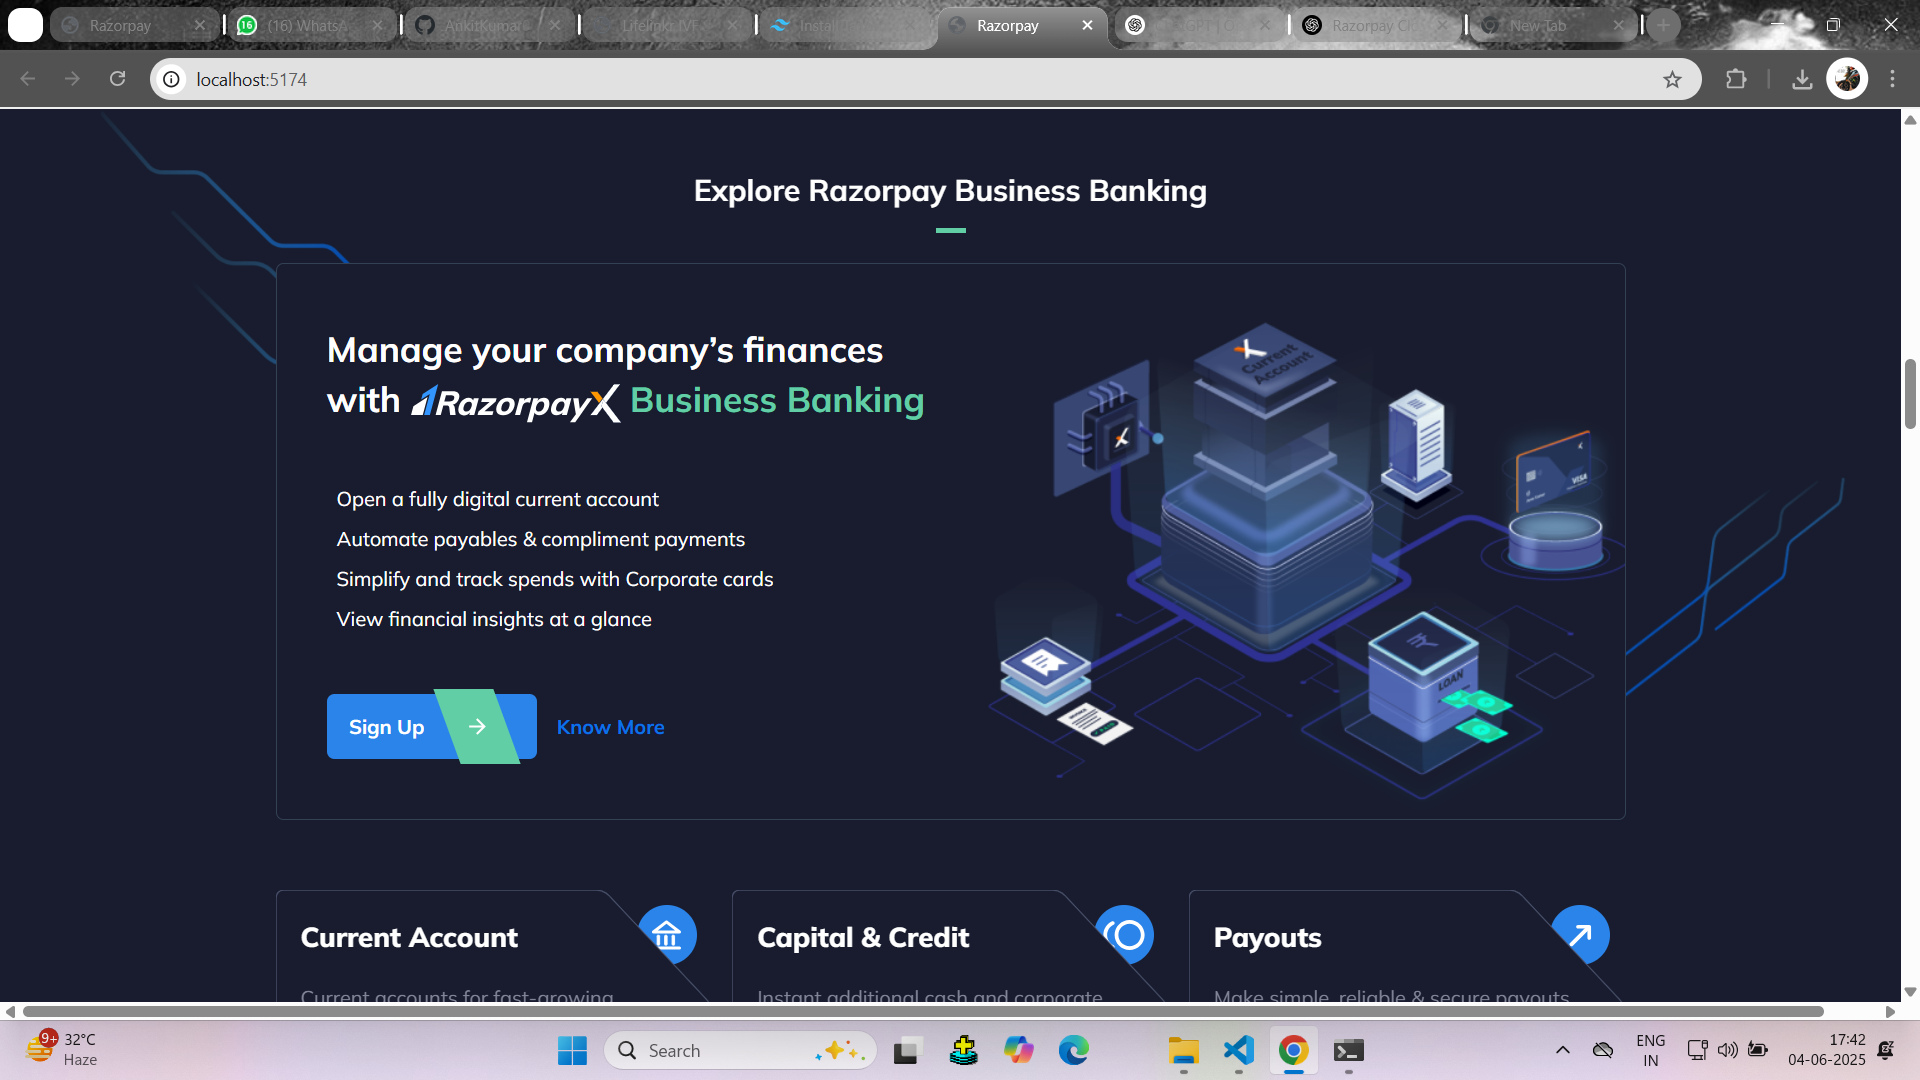 Razorpay
(16) WhatsA
AnkitKumar
Lifelink VF
Instal
Razorpay
Razorpay Cl
New Tab
localhost:5174
Explore Razorpay Business Banking
Manage your company’s finances
with RazorpayX Business Banking
Current
Account
VISA
LOAN
Open a fully digital current account
Automate payables & compliment payments
Simplify and track spends with Corporate cards
View financial insights at a glance
Sign Up
Know More
Current Account
Capital & Credit
Payouts
Current accounts for fast-growing
Instant additional cash and corporate
Make simple, reliable & secure payouts
9+
32°C
Haze
Search
ENG
IN
17:42
04-06-2025